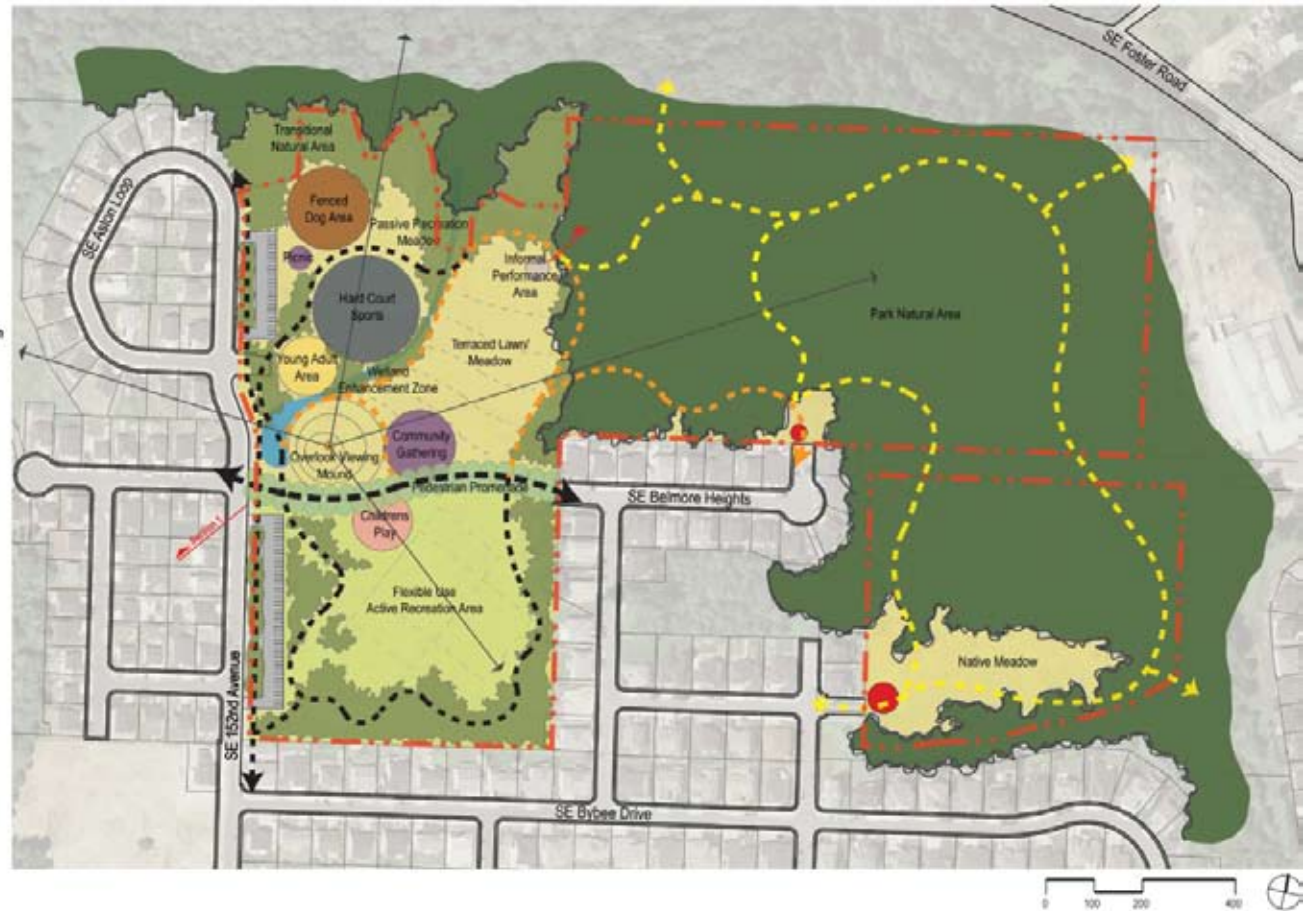 SE Foster Road
Transitional
Natural Area
SE Aston Loop
Fenced
Dog Area
Passive Recreation
Meadow
Picnic
Informal
Performance
Area
Hard Court
Sports
Park Natural Area
Terraced Lawn/
Meadow
Young Adult
Area
Wetland
Enhancement Zone
Community
Gathering
Overlook Viewing
Mound
Pedestrian Promenade
SE Belmore Heights
Childrens
Play
Section 1
Flexible Use
Active Recreation Area
Native Meadow
SE 152nd Avenue
SE Bybee Drive
0 100 200 400